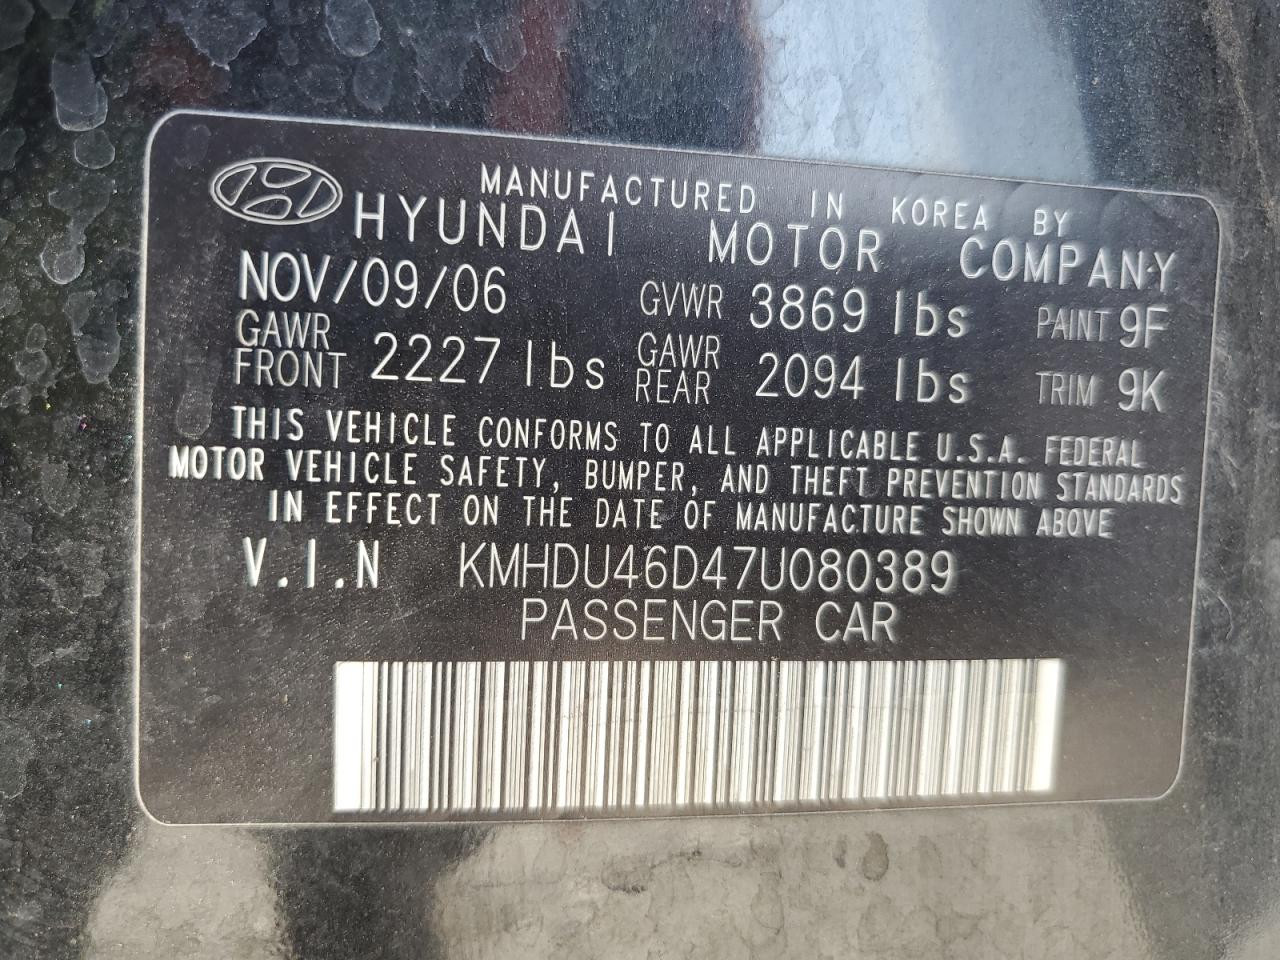 MANUFACTURED IN KOREA BY
HYUNDAI MOTOR COMPANY
NOV/09/06 GVWR 3869 lbs PAINT 9F
GAWR FRONT 2227 lbs GAWR REAR 2094 lbs TRIM 9K
THIS VEHICLE CONFORMS TO ALL APPLICABLE U.S.A. FEDERAL
MOTOR VEHICLE SAFETY, BUMPER, AND THEFT PREVENTION STANDARDS
IN EFFECT ON THE DATE OF MANUFACTURE SHOWN ABOVE
V.I.N KMHDU46D47U080389
PASSENGER CAR